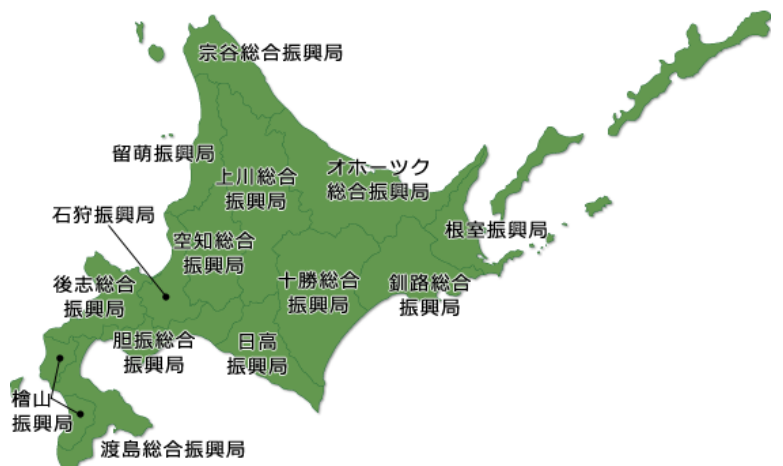 宗谷総合振興局
留萌振興局
上川総合
振興局
オホーツク
総合振興局
石狩振興局
空知総合
振興局
根室振興局
後志総合
振興局
十勝総合
振興局
釧路総合
振興局
胆振総合
振興局
日高
振興局
檜山
振興局
渡島総合振興局